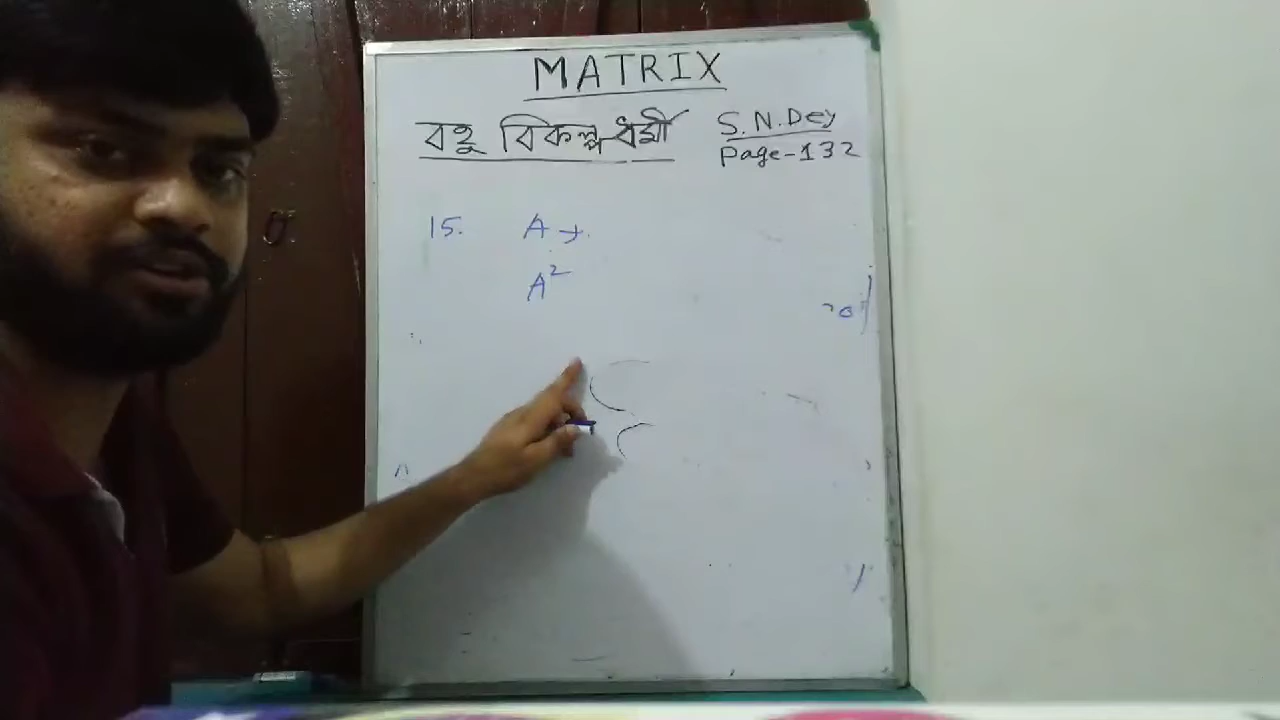 MATRIX
বহু বিকল্পধর্মী
S.N.Dey
Page-132
15. A →
A²